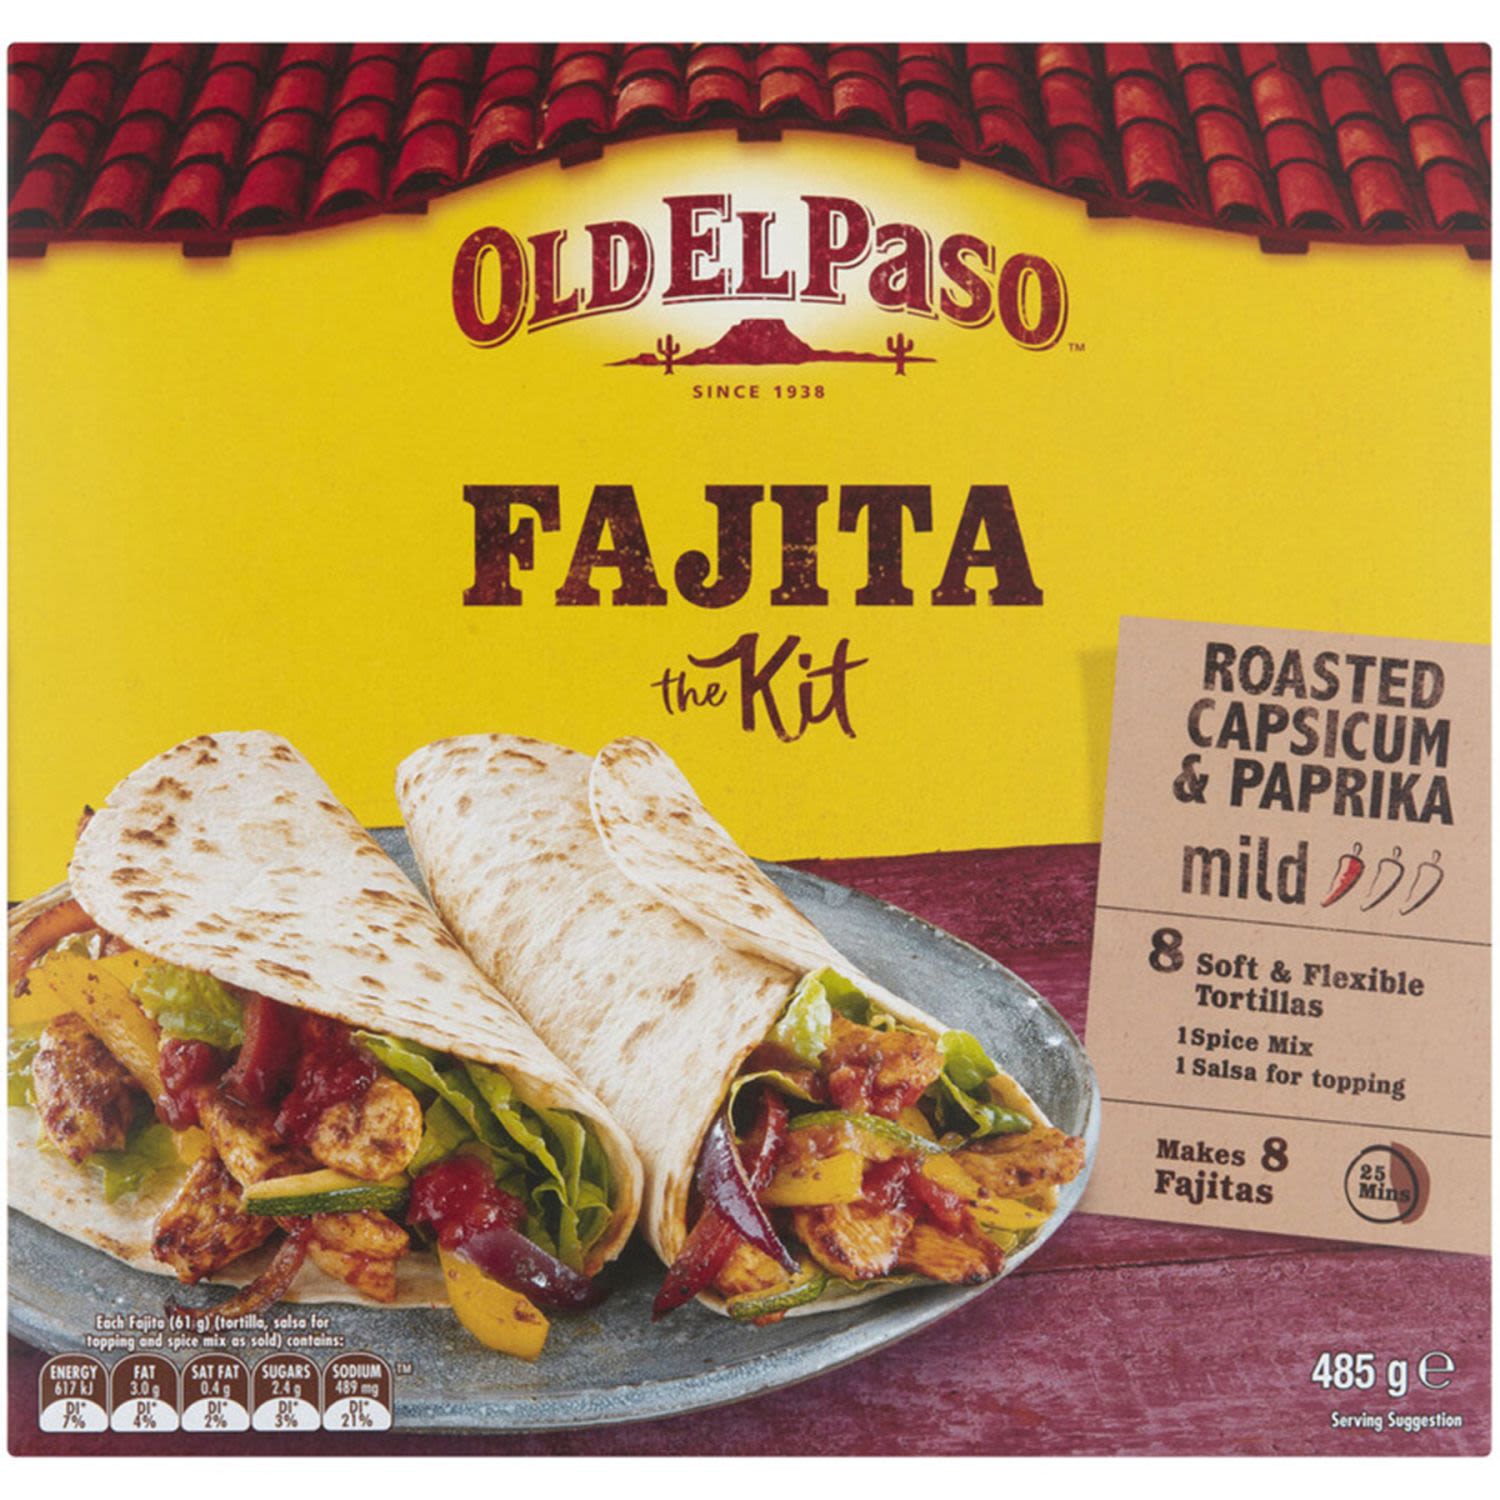 OLD EL PASO
™
SINCE 1938
FAJITA
the Kit
ROASTED
CAPSICUM
& PAPRIKA
mild
8 Soft & Flexible
Tortillas
1 Spice Mix
1 Salsa for topping
Makes 8
Fajitas
25
Mins
Each Fajita (61 g) (tortilla, salsa for
topping and spice mix as sold) contains:
ENERGY FAT SAT FAT SUGARS SODIUM ™
617 kJ 3.0 g 0.4 g 2.4 g 489 mg
DI* DI* DI* DI* DI*
7% 4% 2% 3% 21%
485 g ℮
Serving Suggestion